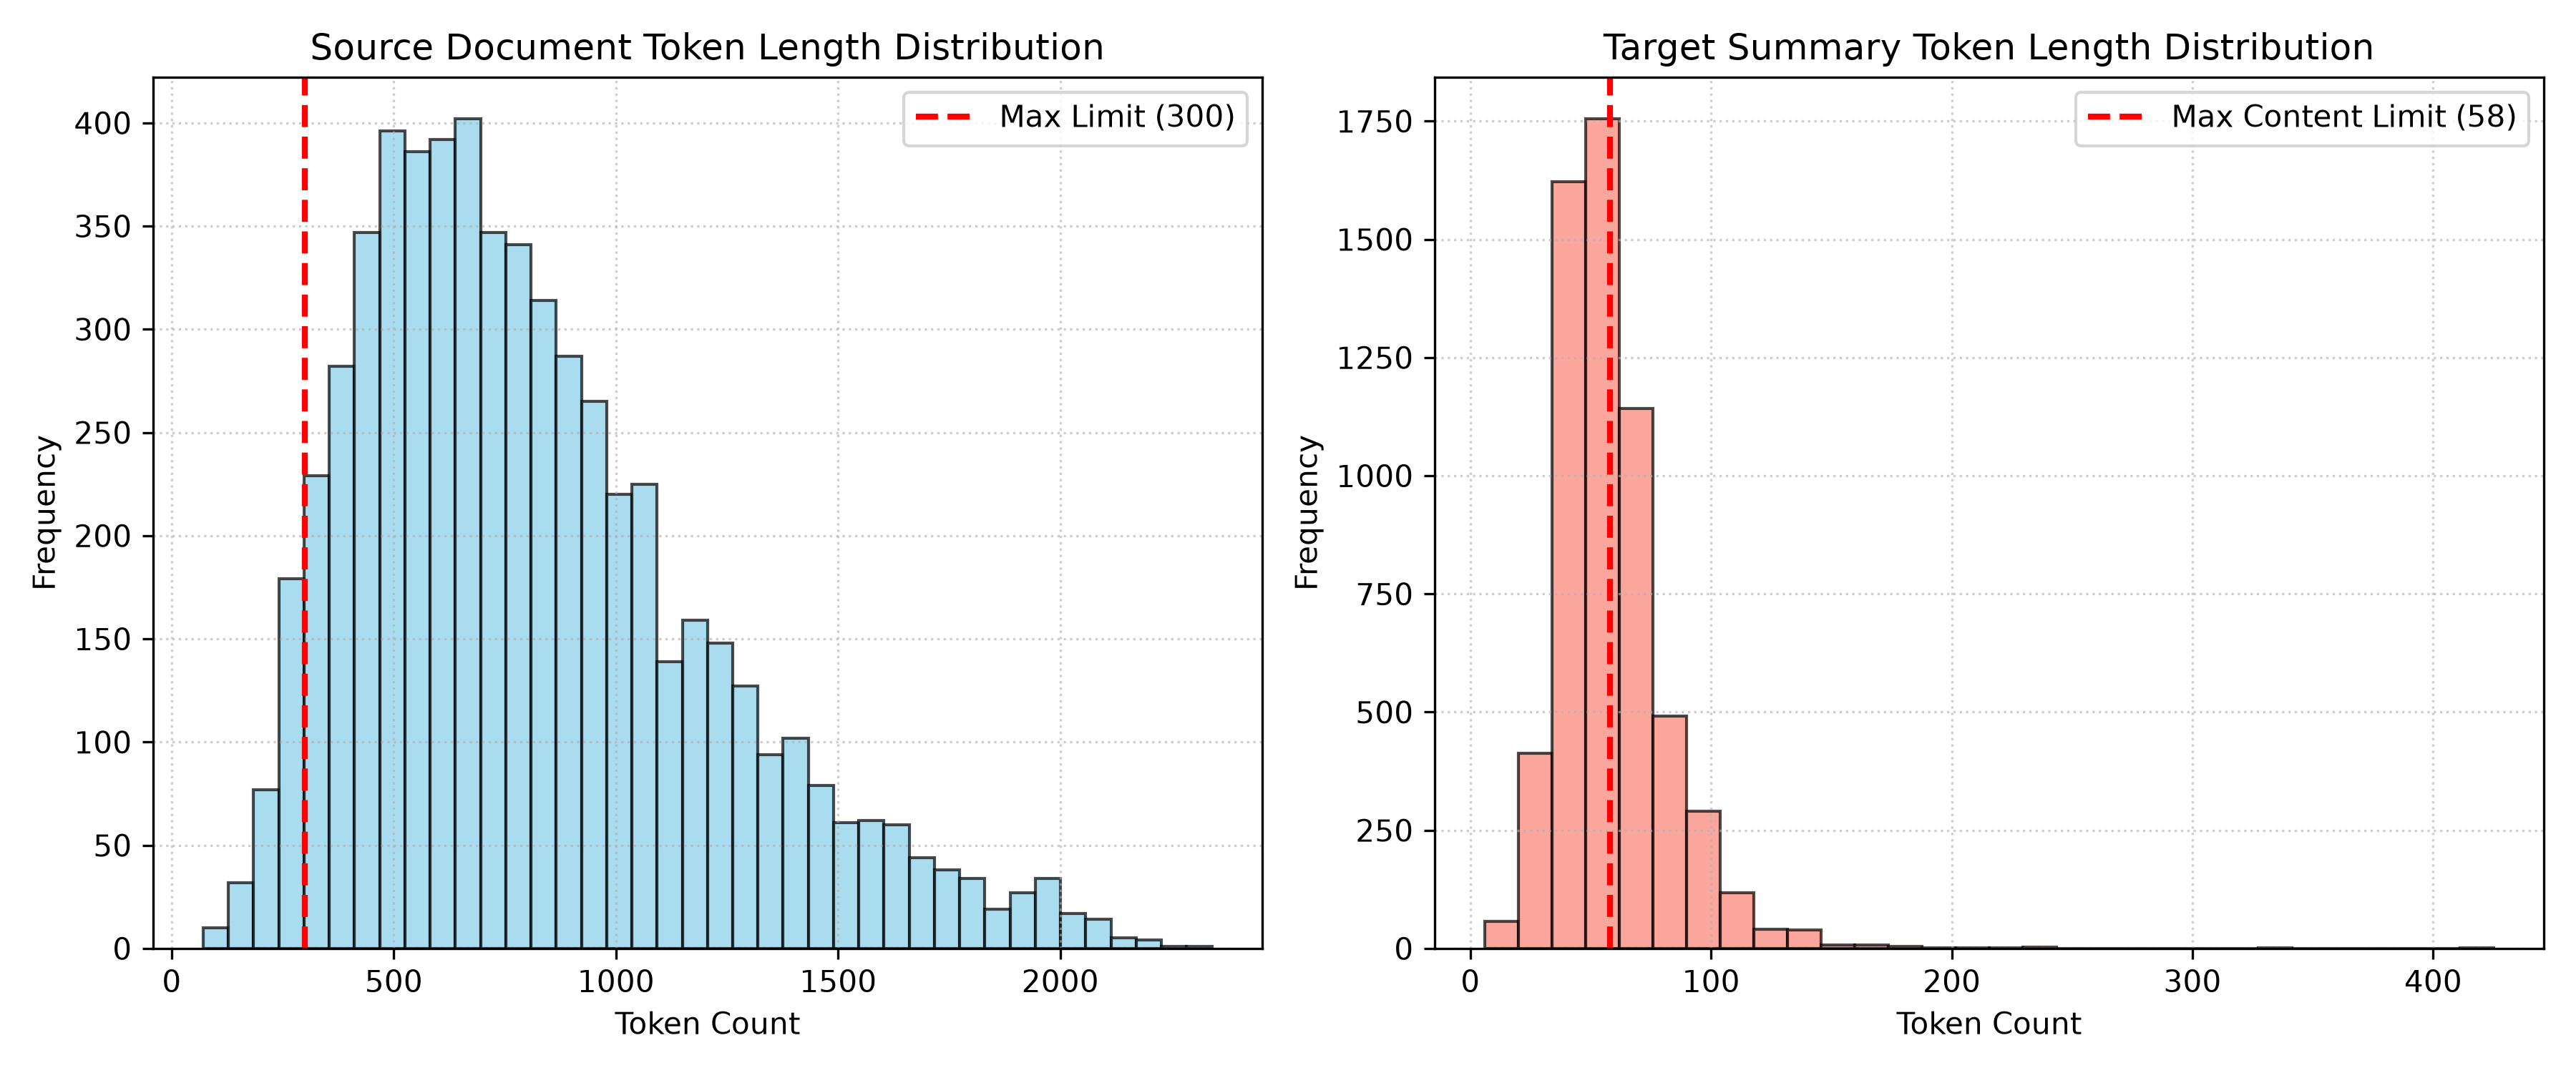 Source Document Token Length Distribution
Max Limit (300)
Frequency
400
350
300
250
200
150
100
50
0
0 500 1000 1500 2000
Token Count
Target Summary Token Length Distribution
Max Content Limit (58)
Frequency
1750
1500
1250
1000
750
500
250
0
0 100 200 300 400
Token Count